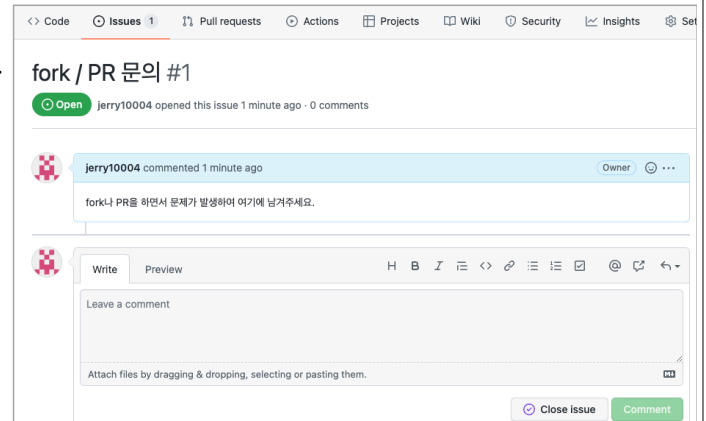 <> Code Issues 1 Pull requests Actions Projects Wiki Security Insights
fork / PR 문의 #1
Open jerry10004 opened this issue 1 minute ago · 0 comments
jerry10004 commented 1 minute ago Owner ...
fork나 PR을 하면서 문제가 발생하여 여기에 남겨주세요.
Write Preview H B I <> @
Leave a comment
Attach files by dragging & dropping, selecting or pasting them.
Close issue Comment